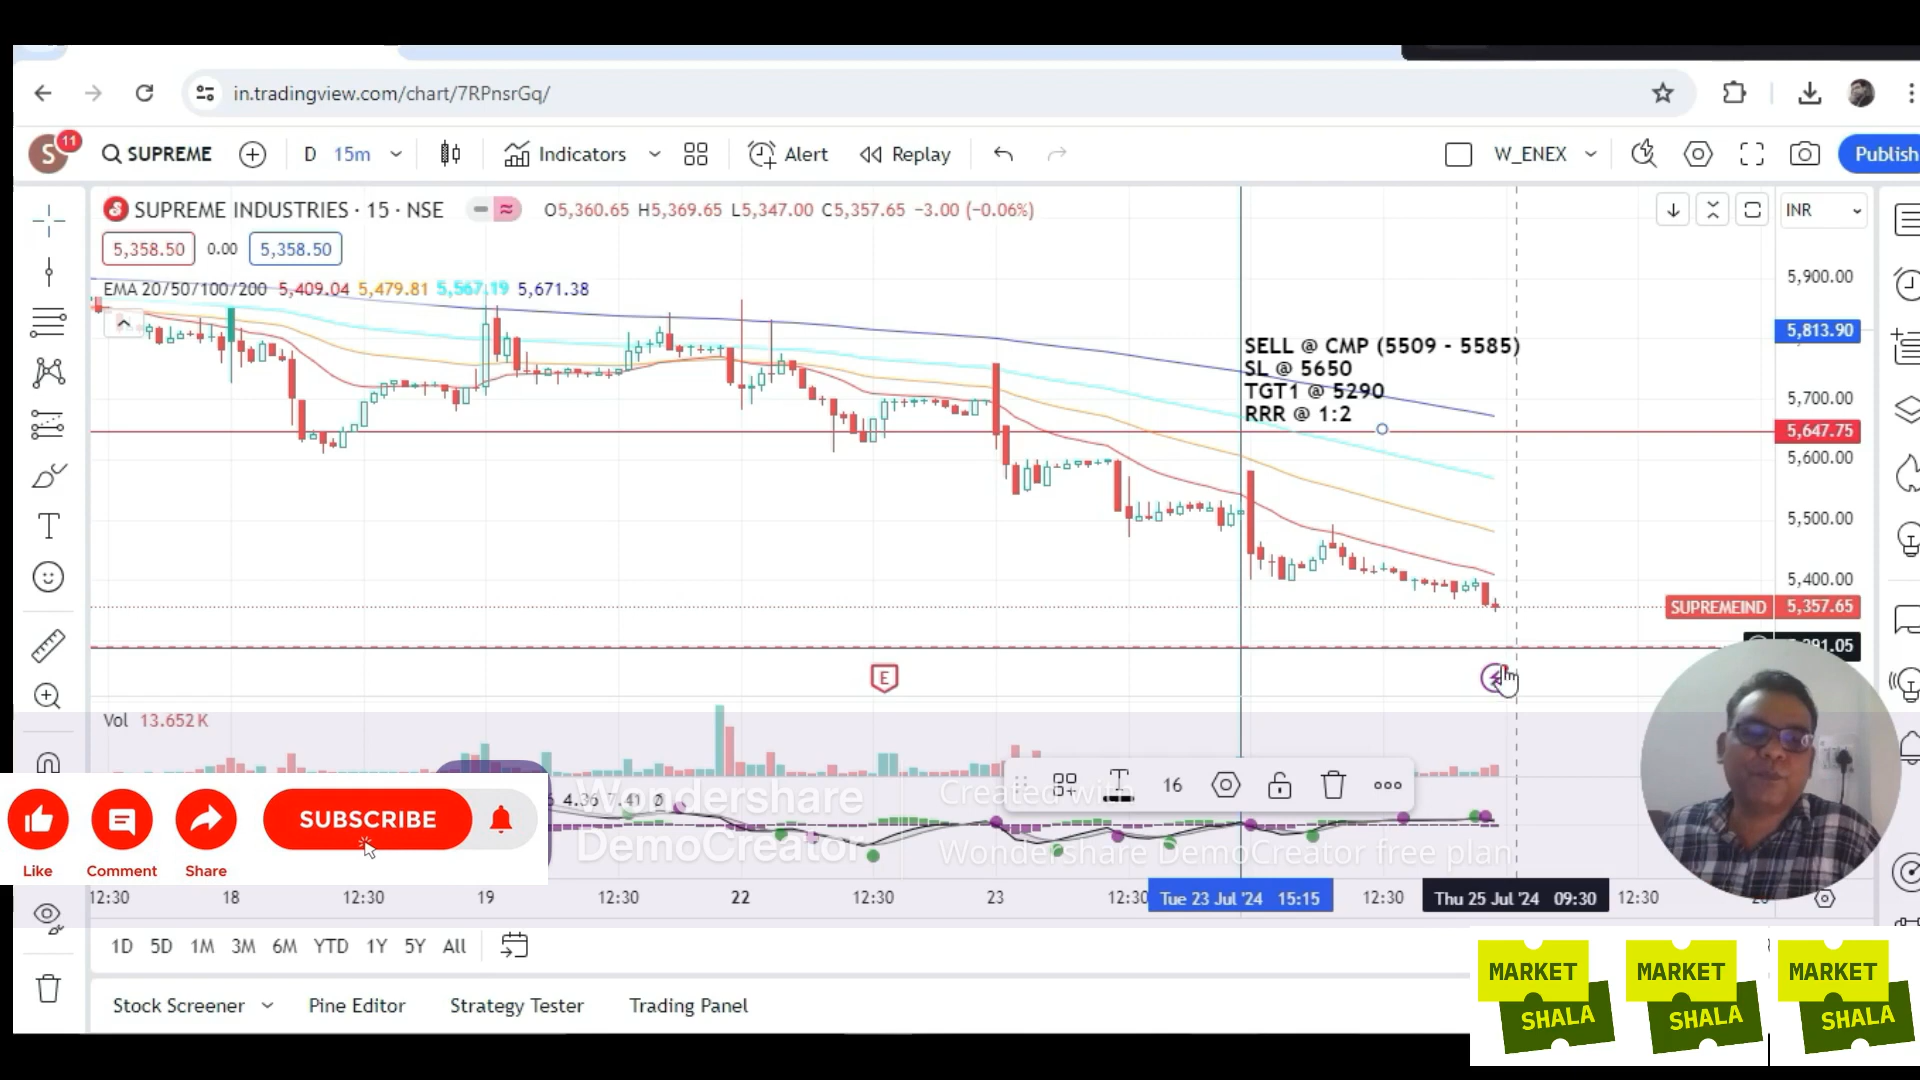 in.tradingview.com/chart/7RPnsrGq/
S 11 SUPREME D 15m Indicators Alert Replay W_ENEX Publish
SUPREME INDUSTRIES · 15 · NSE O5,360.65 H5,369.65 L5,347.00 C5,357.65 −3.00 (−0.06%) INR
5,358.50 0.00 5,358.50
EMA 20/50/100/200 5,409.04 5,479.81 5,567.19 5,671.38
5,900.00
5,813.90
SELL @ CMP (5509 - 5585)
SL @ 5650
TGT1 @ 5290
RRR @ 1:2
5,700.00
5,647.75
5,600.00
5,500.00
5,400.00
SUPREMEIND 5,357.65
E
Vol 13.652K
16
4.36 7.41
Wondershare
DemoCreator
Created with
Wondershare DemoCreator free plan
SUBSCRIBE
Like Comment Share
12:30 18 12:30 19 12:30 22 12:30 23 12:30 Tue 23 Jul '24 15:15 12:30 Thu 25 Jul '24 09:30 12:30
1D 5D 1M 3M 6M YTD 1Y 5Y All
Stock Screener Pine Editor Strategy Tester Trading Panel
MARKET SHALA
MARKET SHALA
MARKET SHALA